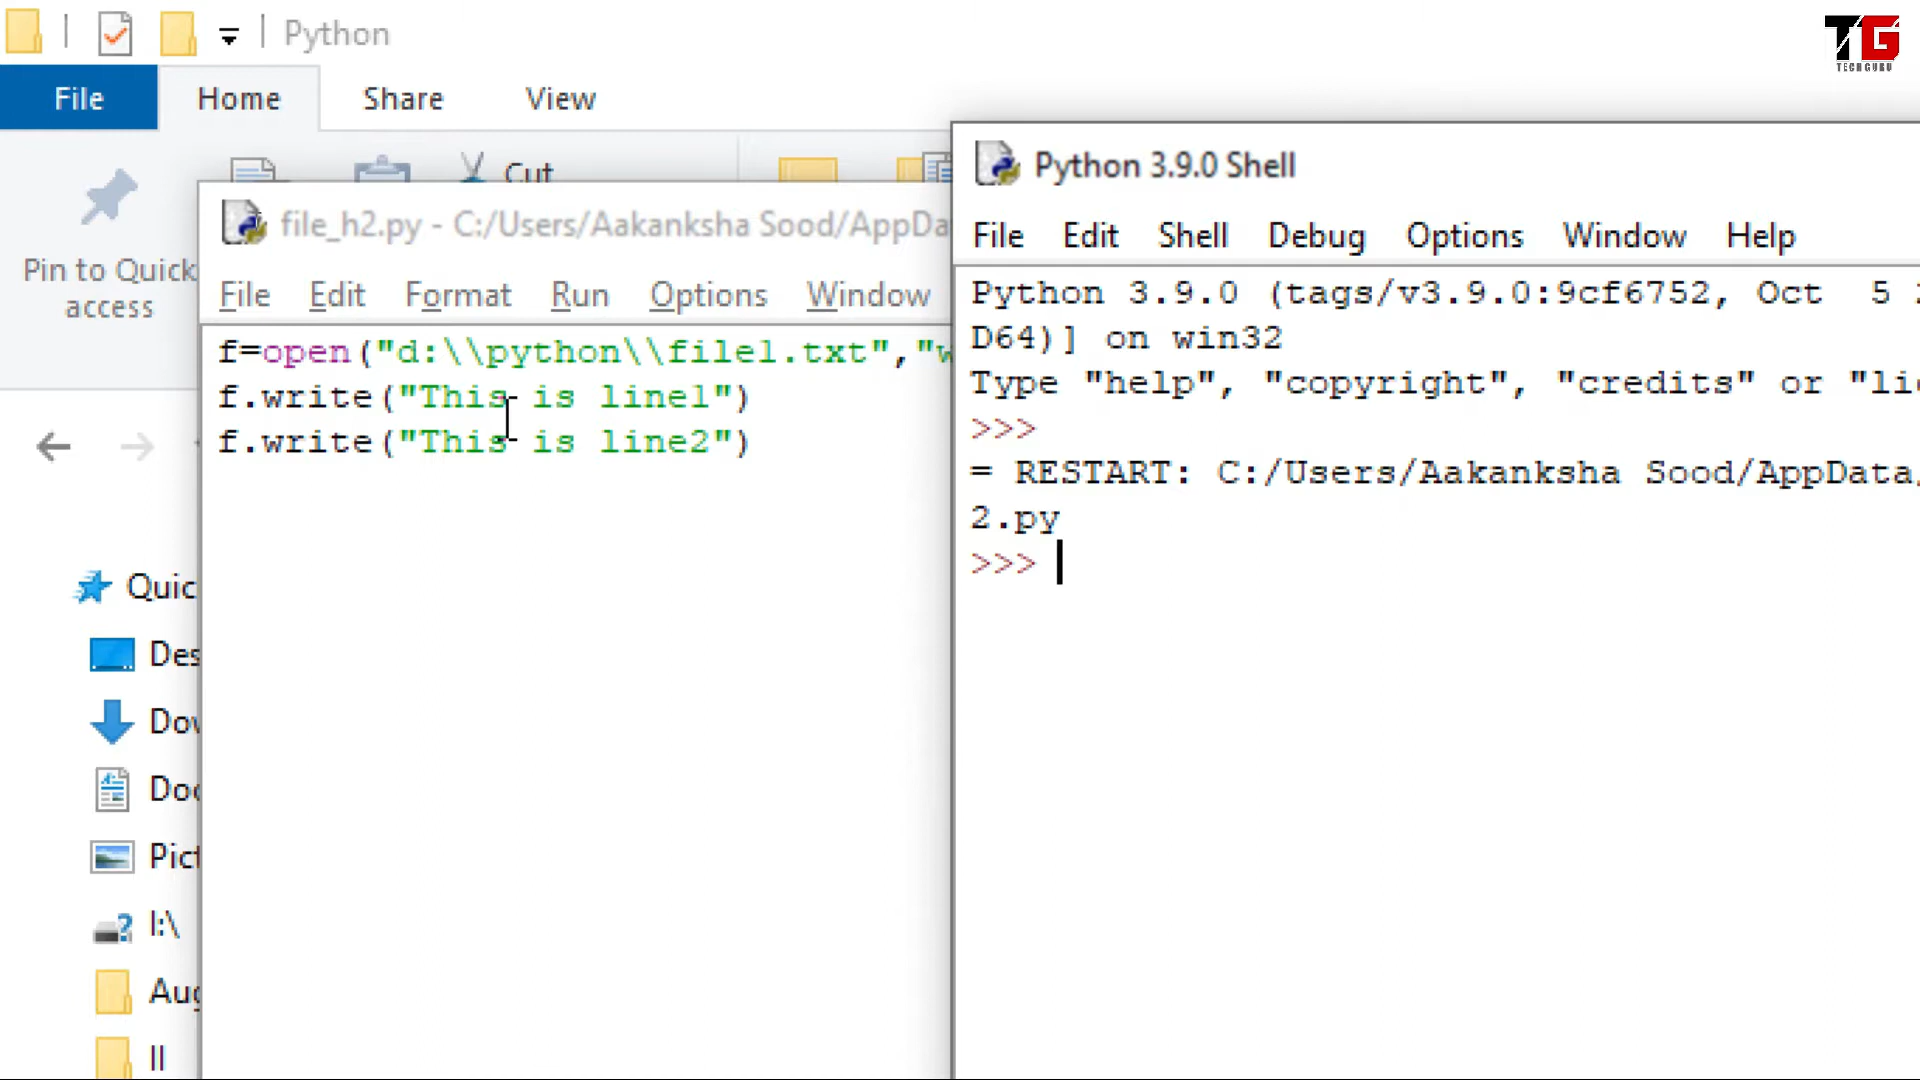 Python
TG
TECH GURU
File Home Share View
Cut
Pin to Quick
access
file_h2.py - C:/Users/Aakanksha Sood/AppDa
File Edit Format Run Options Window
f=open("d:\\python\\file1.txt","w
f.write("This is line1")
f.write("This is line2")
Quic
Des
Dov
Doc
Pict
I:\
Aug
II
Python 3.9.0 Shell
File Edit Shell Debug Options Window Help
Python 3.9.0 (tags/v3.9.0:9cf6752, Oct 5
D64)] on win32
Type "help", "copyright", "credits" or "li
>>>
= RESTART: C:/Users/Aakanksha Sood/AppData
2.py
>>>